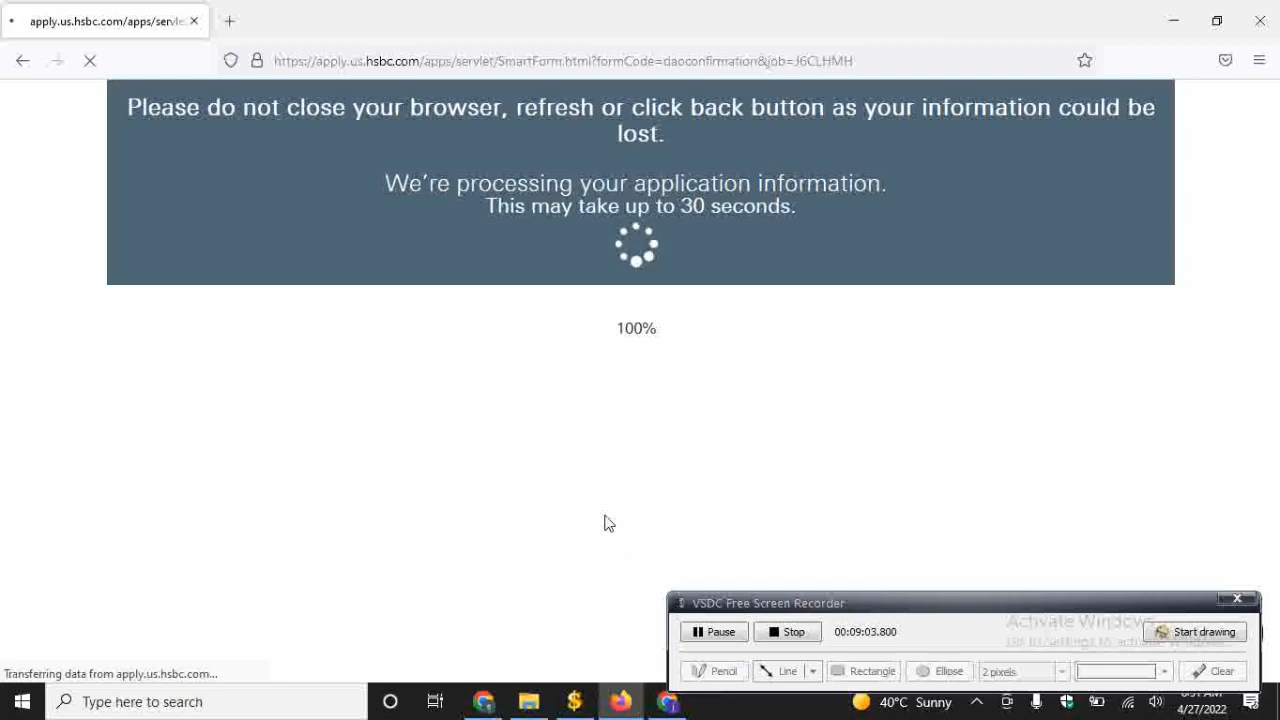 apply.us.hsbc.com/apps/servle
https://apply.us.hsbc.com/apps/servlet/SmartForm.html?formCode=daoconfirmation&job=J6CLHMH
Please do not close your browser, refresh or click back button as your information could be
lost.
We're processing your application information.
This may take up to 30 seconds.
100%
VSDC Free Screen Recorder
Activate Windows
Pause Stop 00:09:03.800 Start drawing
Pencil Line Rectangle Ellipse 2 pixels Clear
Transferring data from apply.us.hsbc.com...
Type here to search
40°C Sunny
4/27/2022